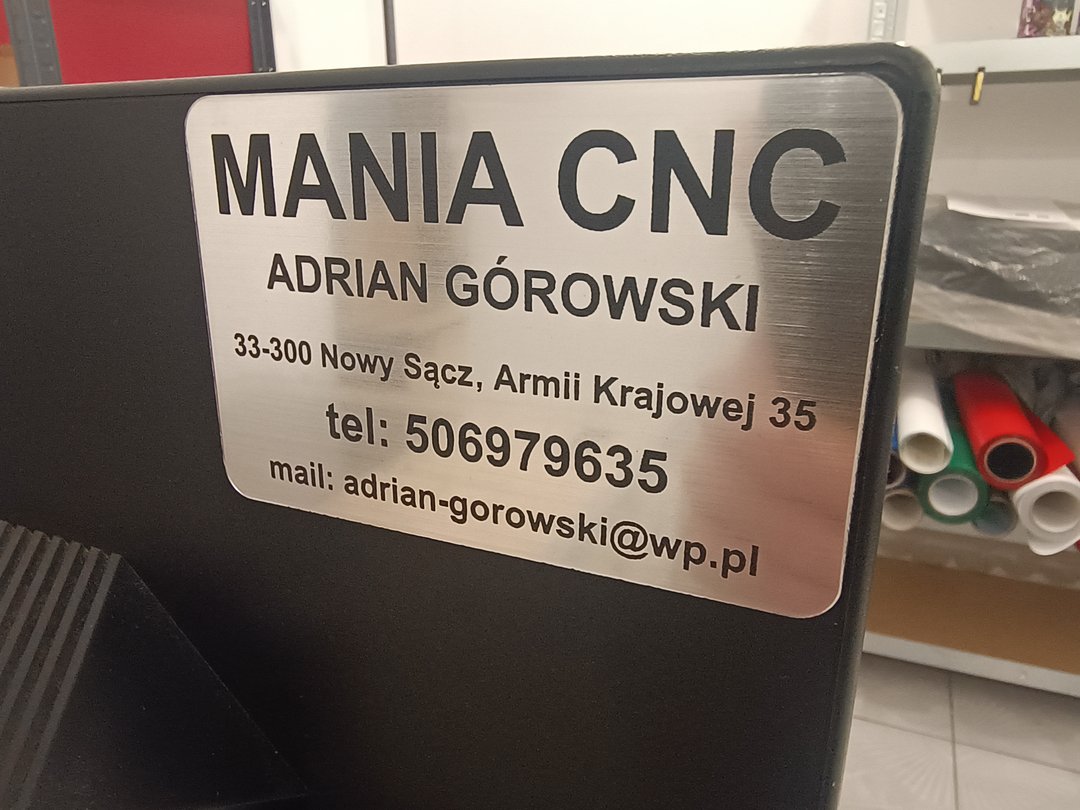 MANIA CNC
ADRIAN GÓROWSKI
33-300 Nowy Sącz, Armii Krajowej 35
tel: 506979635
mail: adrian-gorowski@wp.pl